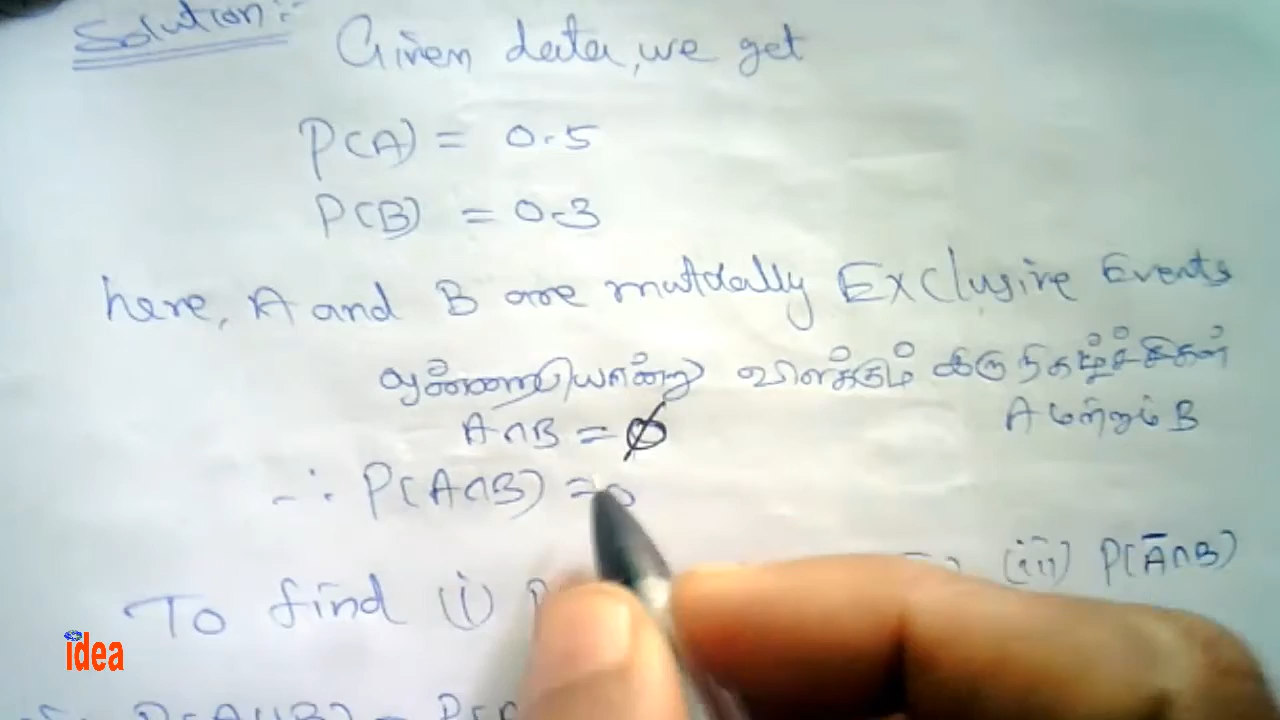 Solution:-
Given data, we get
P(A) = 0.5
P(B) = 0.3
here, A and B are mutually Exclusive Events
ஒன்றையொன்று விலக்கும் இரு நிகழ்ச்சிகள்
A மற்றும் B
A∩B = ∅
∴ P(A∩B) = 0
To find (i) P (iii) P(A̅∩B)
P(A∪B) = P(
idea